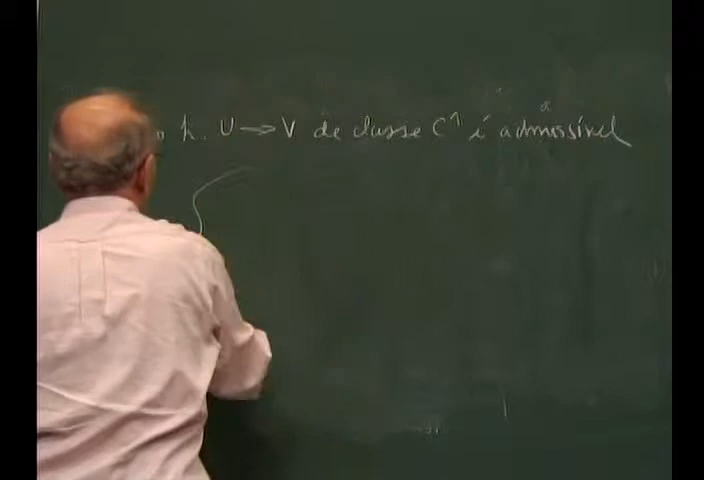 h: U → V de classe C¹ é admissível